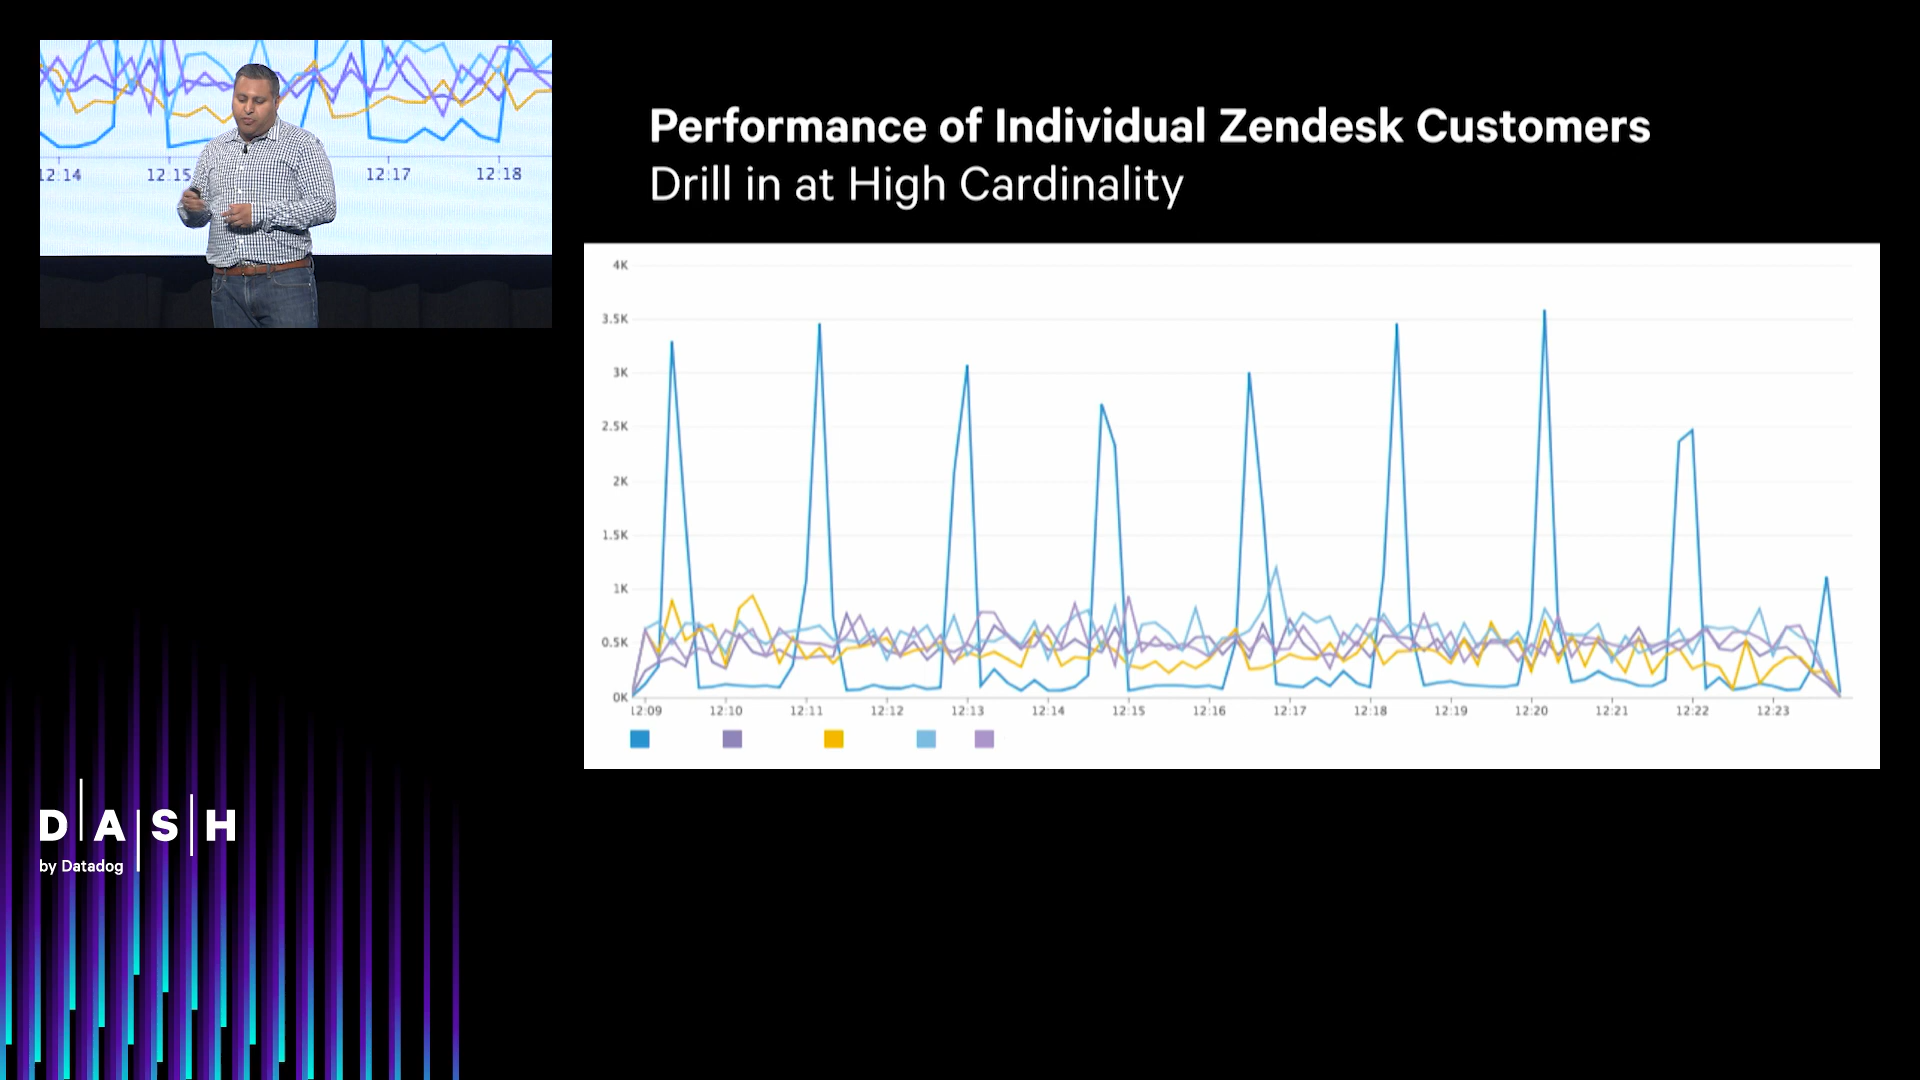 12:14 12:15 12:17 12:18
Performance of Individual Zendesk Customers
Drill in at High Cardinality
4K
3.5K
3K
2.5K
2K
1.5K
1K
0.5K
0K
12:09 12:10 12:11 12:12 12:13 12:14 12:15 12:16 12:17 12:18 12:19 12:20 12:21 12:22 12:23
DASH
by Datadog